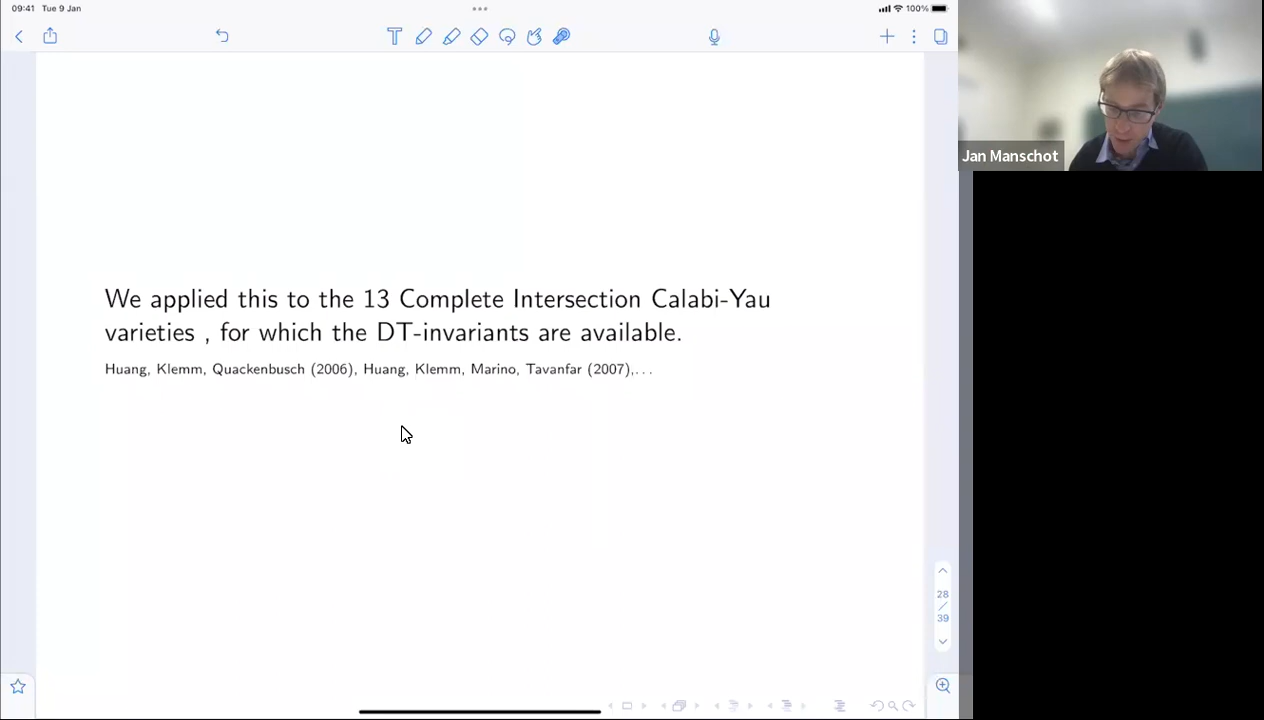 09:41 Tue 9 Jan
100%
We applied this to the 13 Complete Intersection Calabi-Yau
varieties , for which the DT-invariants are available.
Huang, Klemm, Quackenbusch (2006), Huang, Klemm, Marino, Tavanfar (2007),...
28
/
39
Jan Manschot